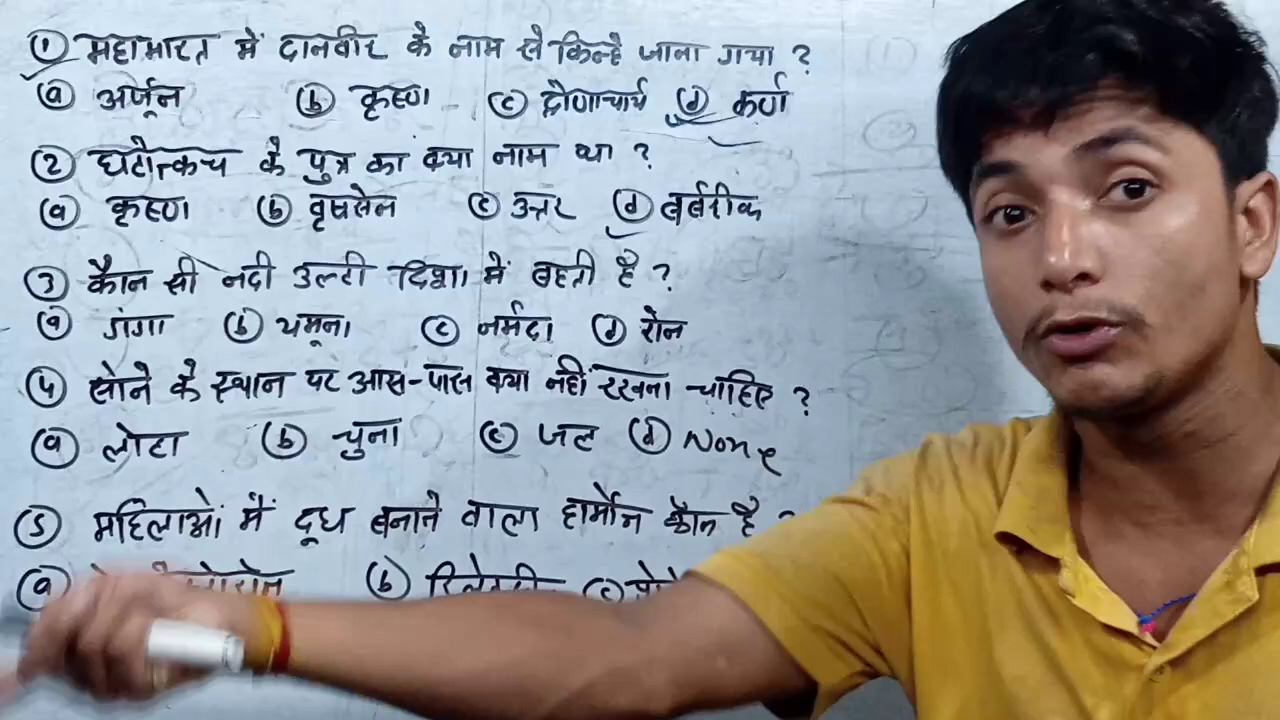 ① महाभारत में दानवीर के नाम से किन्हे जाना गया ?
ⓐ अर्जून ⓑ कृष्ण ⓒ द्रोणाचार्य ⓓ कर्ण
② घटोत्कच के पुत्र का क्या नाम था ?
ⓐ कृष्ण ⓑ वृषसेन ⓒ उत्तर ⓓ बर्बरीक
③ कौन सी नदी उल्टी दिशा में बहती है ?
ⓐ गंगा ⓑ यमूना ⓒ नर्मदा ⓓ सोन
④ सोने के स्थान पर आस-पास क्या नहीं रखना चाहिए ?
ⓐ लोटा ⓑ चुना ⓒ जल ⓓ None
⑤ महिलाओं में दूध बनाने वाला हार्मोन कौन है ?
ⓐ ⓑ ⓒ